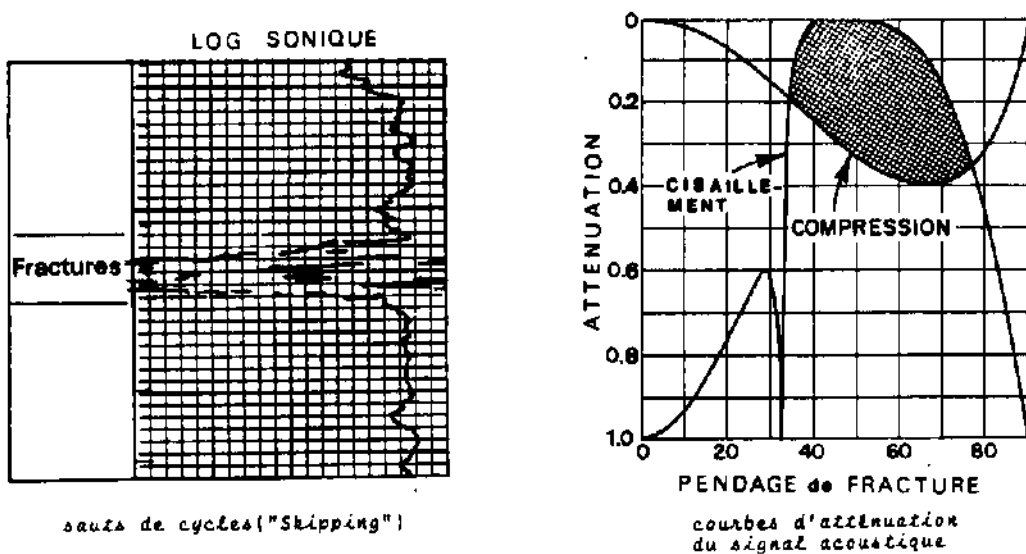 LOG SONIQUE
Fractures
sauts de cycles("Skipping")
ATTENUATION
0
0.2
0.4
0.6
0.8
1.0
CISAILLE-
MENT
COMPRESSION
0 20 40 60 80
PENDAGE de FRACTURE
courbes d'atténuation
du signal acoustique